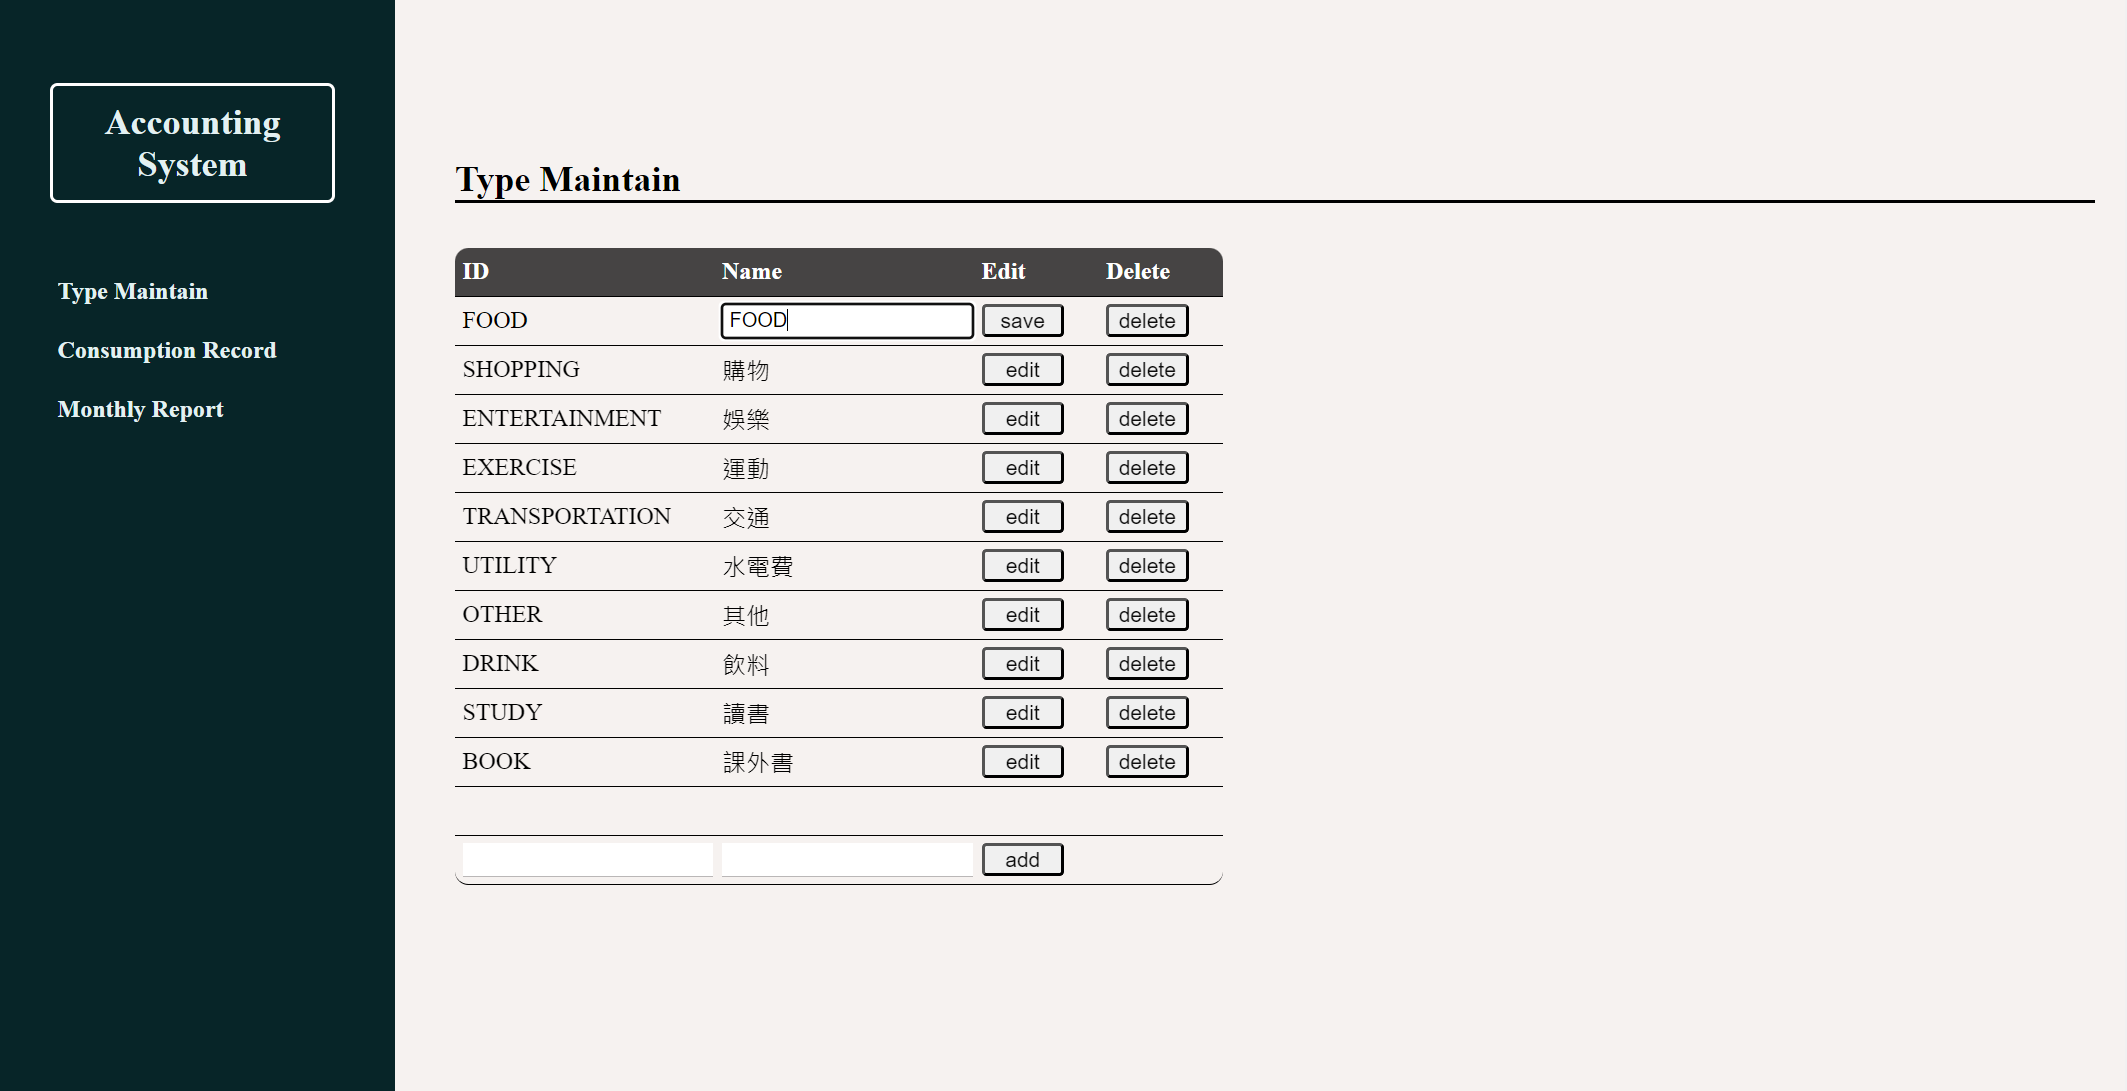 Accounting
System
Type Maintain
Consumption Record
Monthly Report
Type Maintain
ID Name Edit Delete
FOOD FOOD save delete
SHOPPING 購物 edit delete
ENTERTAINMENT 娛樂 edit delete
EXERCISE 運動 edit delete
TRANSPORTATION 交通 edit delete
UTILITY 水電費 edit delete
OTHER 其他 edit delete
DRINK 飲料 edit delete
STUDY 讀書 edit delete
BOOK 課外書 edit delete
add